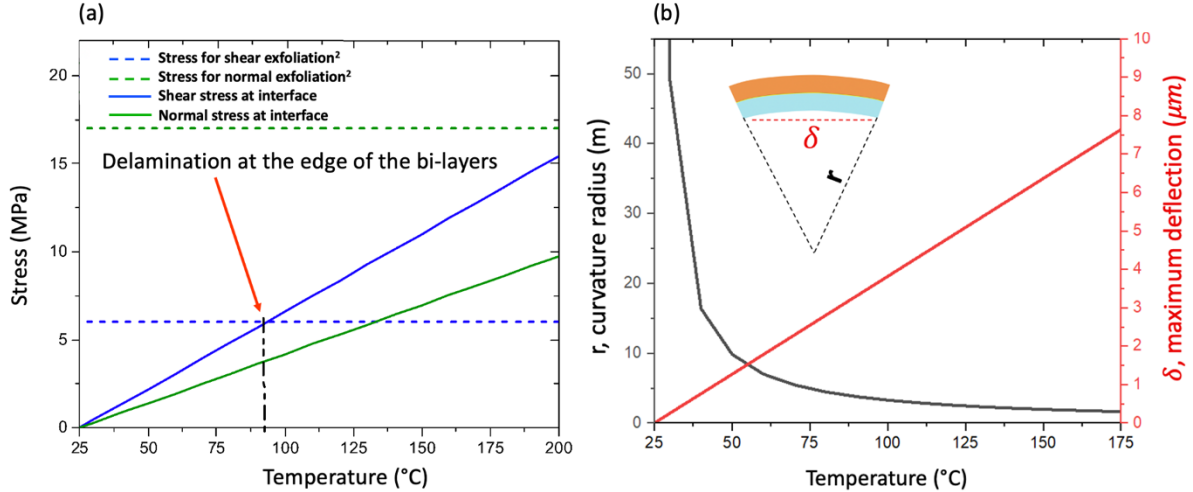 (a)
Stress for shear exfoliation²
Stress for normal exfoliation²
Shear stress at interface
Normal stress at interface
Delamination at the edge of the bi-layers
Stress (MPa)
20
15
10
5
0
25
50
75
100
125
150
175
200
Temperature (°C)
(b)
r, curvature radius (m)
50
40
30
20
10
0
δ
r
25
50
75
100
125
150
175
Temperature (°C)
10
9
8
7
6
5
4
3
2
1
0
δ, maximum deflection (μm)